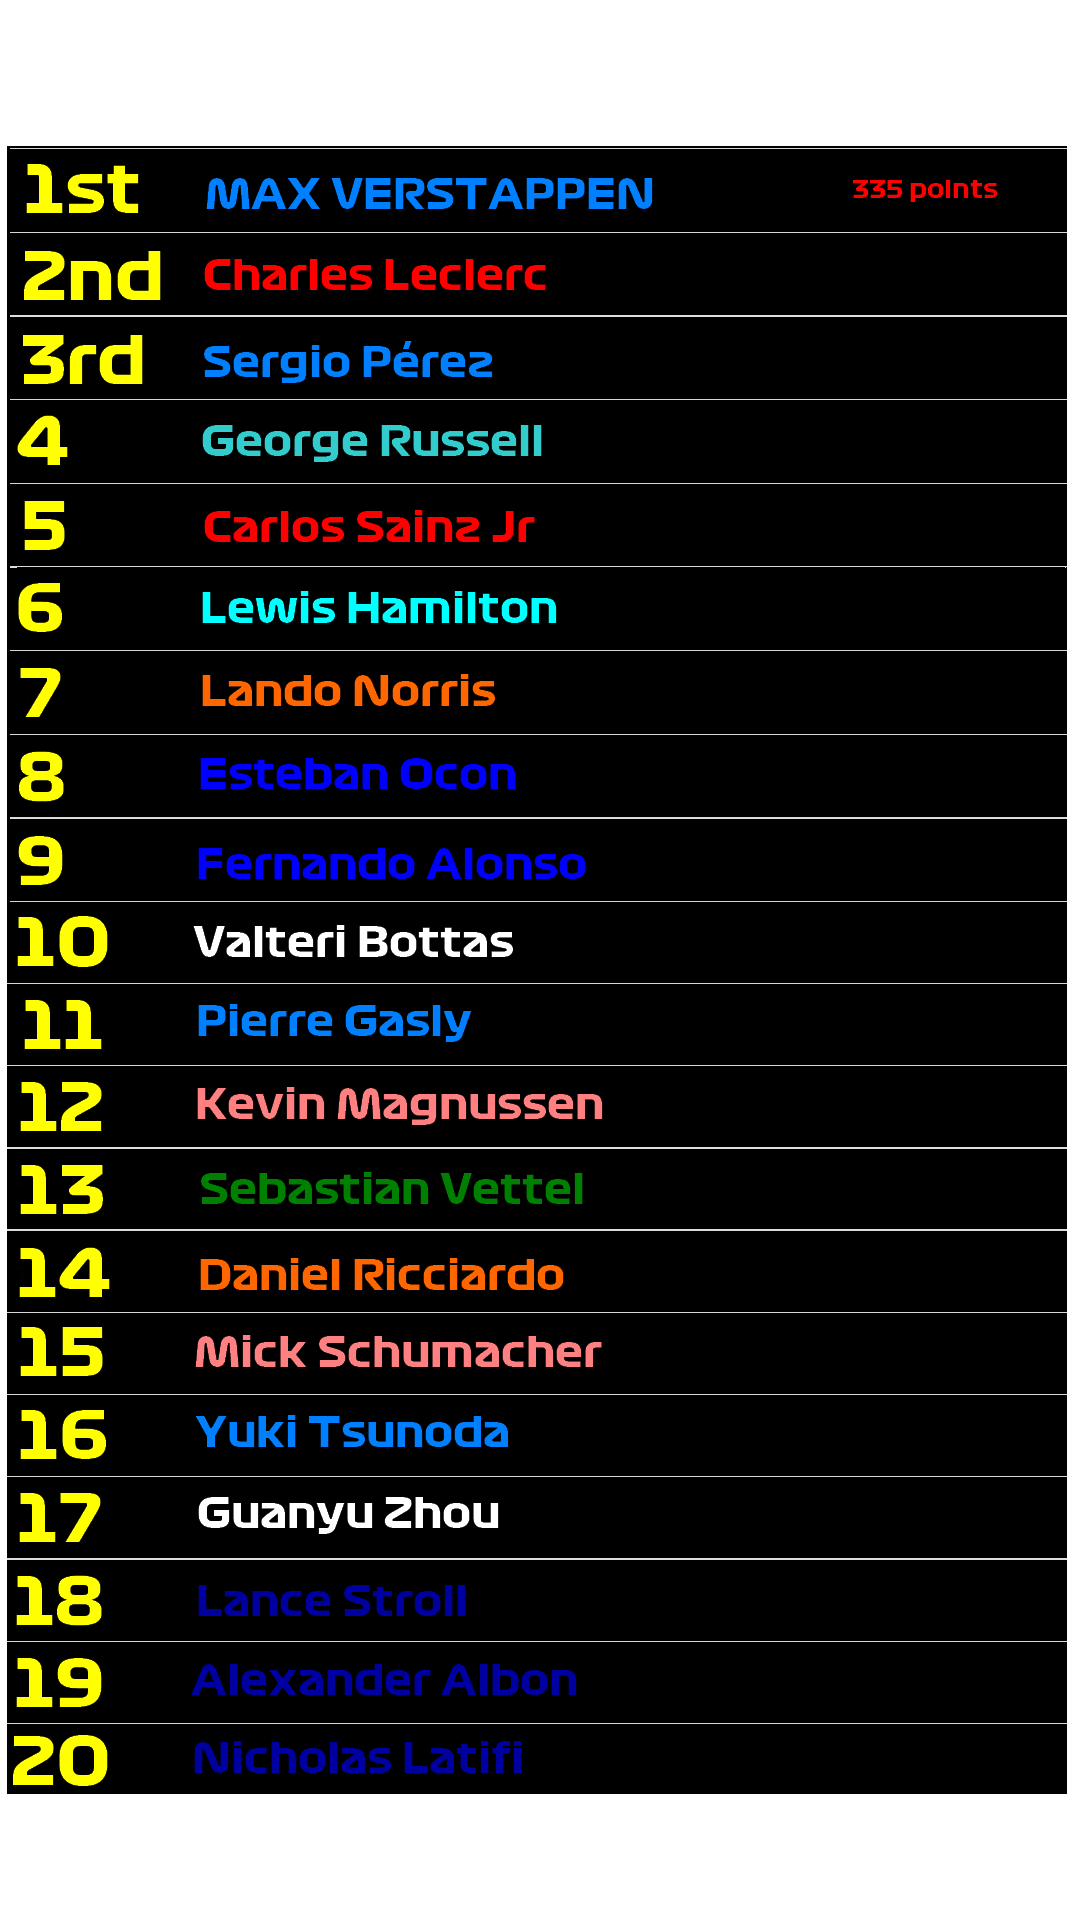 1st MAX VERSTAPPEN 335 points
2nd Charles Leclerc
3rd Sergio Pérez
4 George Russell
5 Carlos Sainz Jr
6 Lewis Hamilton
7 Lando Norris
8 Esteban Ocon
9 Fernando Alonso
10 Valteri Bottas
11 Pierre Gasly
12 Kevin Magnussen
13 Sebastian Vettel
14 Daniel Ricciardo
15 Mick Schumacher
16 Yuki Tsunoda
17 Guanyu Zhou
18 Lance Stroll
19 Alexander Albon
20 Nicholas Latifi